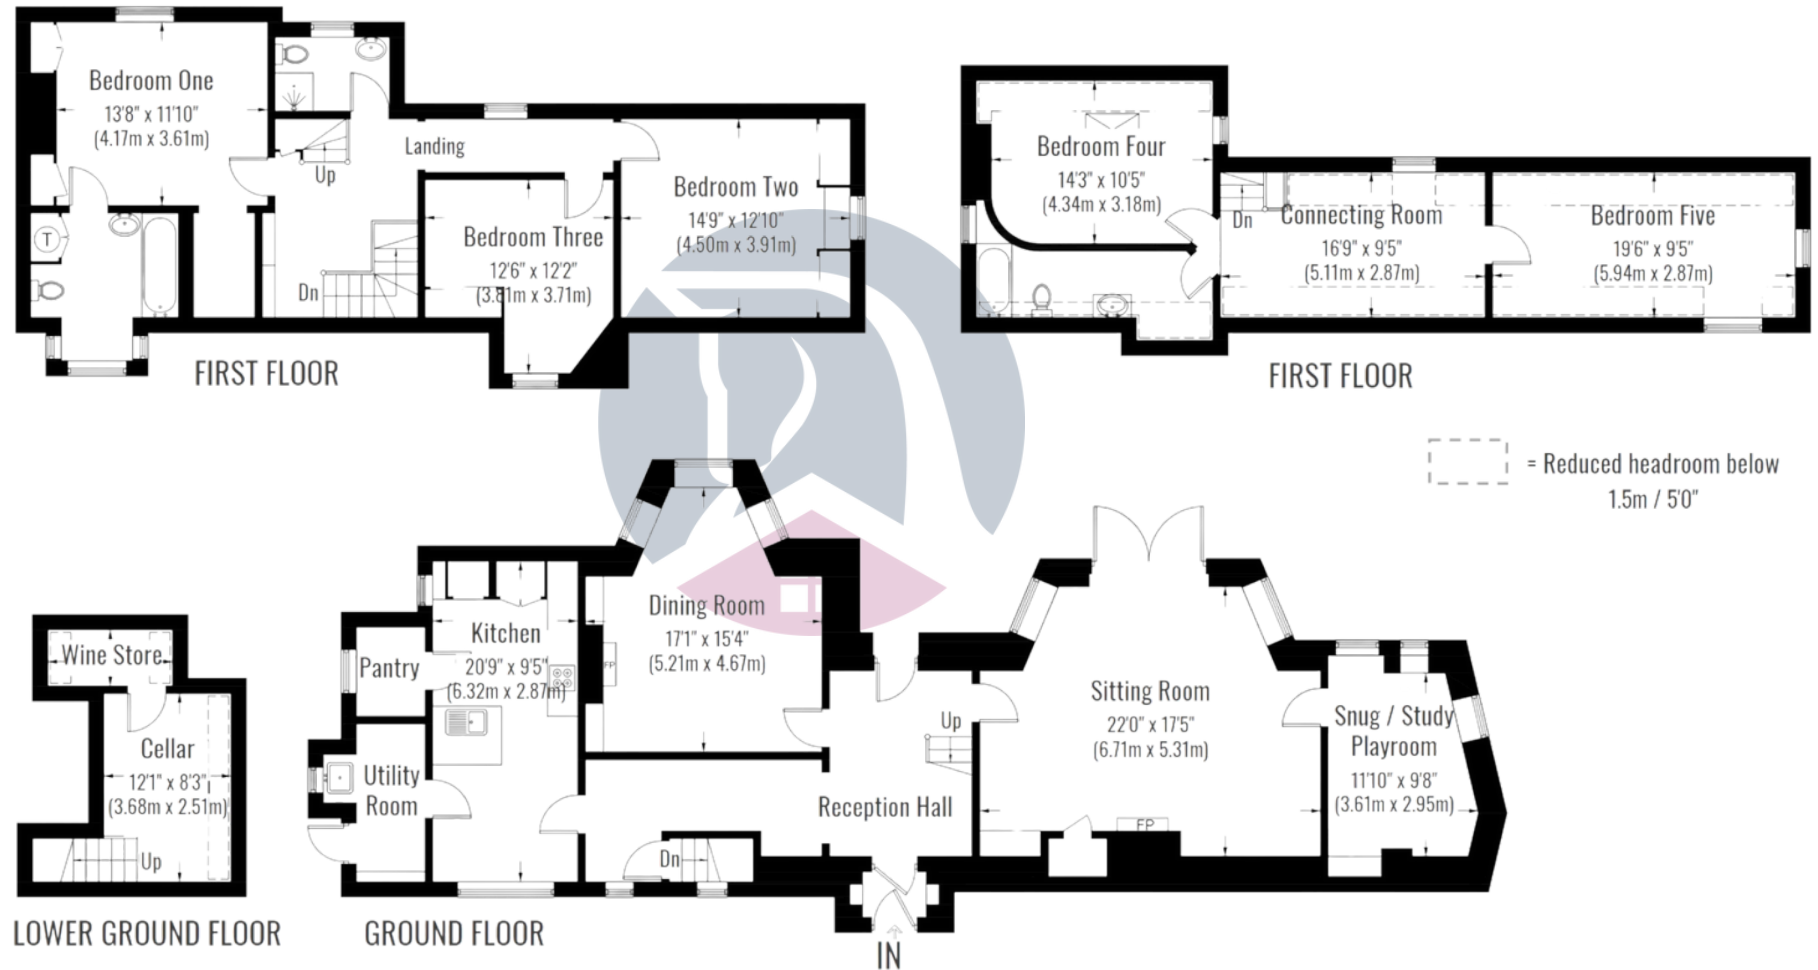 Bedroom One
13'8" x 11'10"
(4.17m x 3.61m)
Up
Landing
T
Dn
Bedroom Three
12'6" x 12'2"
(3.81m x 3.71m)
Bedroom Two
14'9" x 12'10"
(4.50m x 3.91m)
FIRST FLOOR
Bedroom Four
14'3" x 10'5"
(4.34m x 3.18m)
Dn
Connecting Room
16'9" x 9'5"
(5.11m x 2.87m)
Bedroom Five
19'6" x 9'5"
(5.94m x 2.87m)
FIRST FLOOR
= Reduced headroom below
1.5m / 5'0"
Wine Store
Cellar
12'1" x 8'3"
(3.68m x 2.51m)
Up
LOWER GROUND FLOOR
Pantry
Kitchen
20'9" x 9'5"
(6.32m x 2.87m)
Utility
Room
Dining Room
17'1" x 15'4"
(5.21m x 4.67m)
FP
Up
Reception Hall
Dn
Sitting Room
22'0" x 17'5"
(6.71m x 5.31m)
FP
Snug / Study
Playroom
11'10" x 9'8"
(3.61m x 2.95m)
GROUND FLOOR
IN